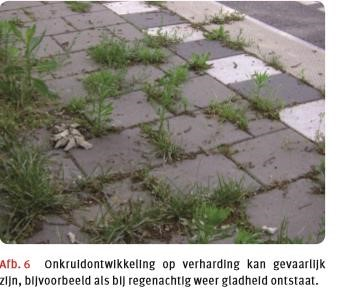 Afb. 6 Onkruidontwikkeling op verharding kan gevaarlijk
zijn, bijvoorbeeld als bij regenachtig weer gladheid ontstaat.